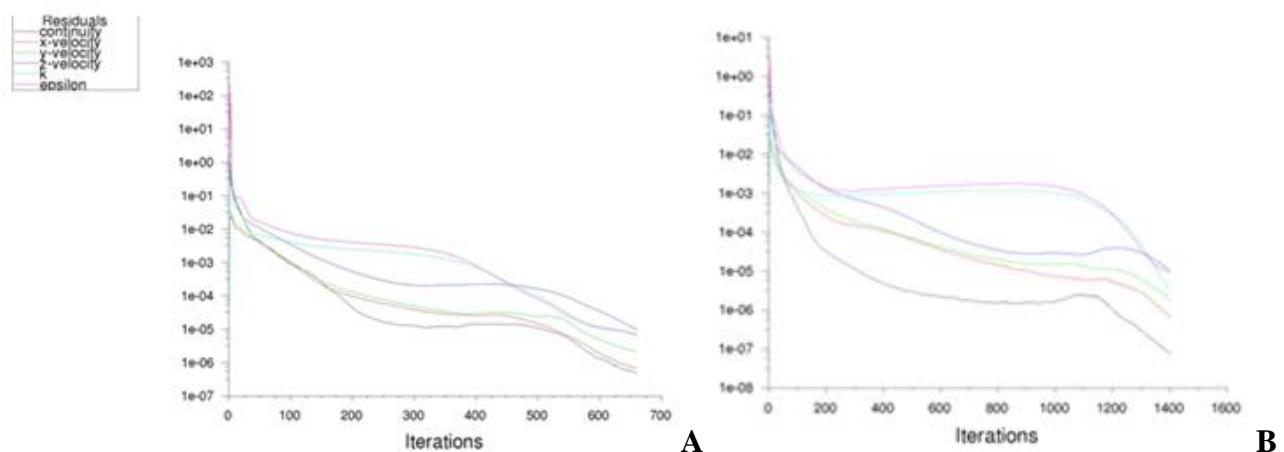 Residuals
continuity
x-velocity
y-velocity
z-velocity
k
epsilon
1e+03
1e+02
1e+01
1e+00
1e-01
1e-02
1e-03
1e-04
1e-05
1e-06
1e-07
0 100 200 300 400 500 600 700
Iterations
A
1e+01
1e+00
1e-01
1e-02
1e-03
1e-04
1e-05
1e-06
1e-07
1e-08
0 200 400 600 800 1000 1200 1400 1600
Iterations
B